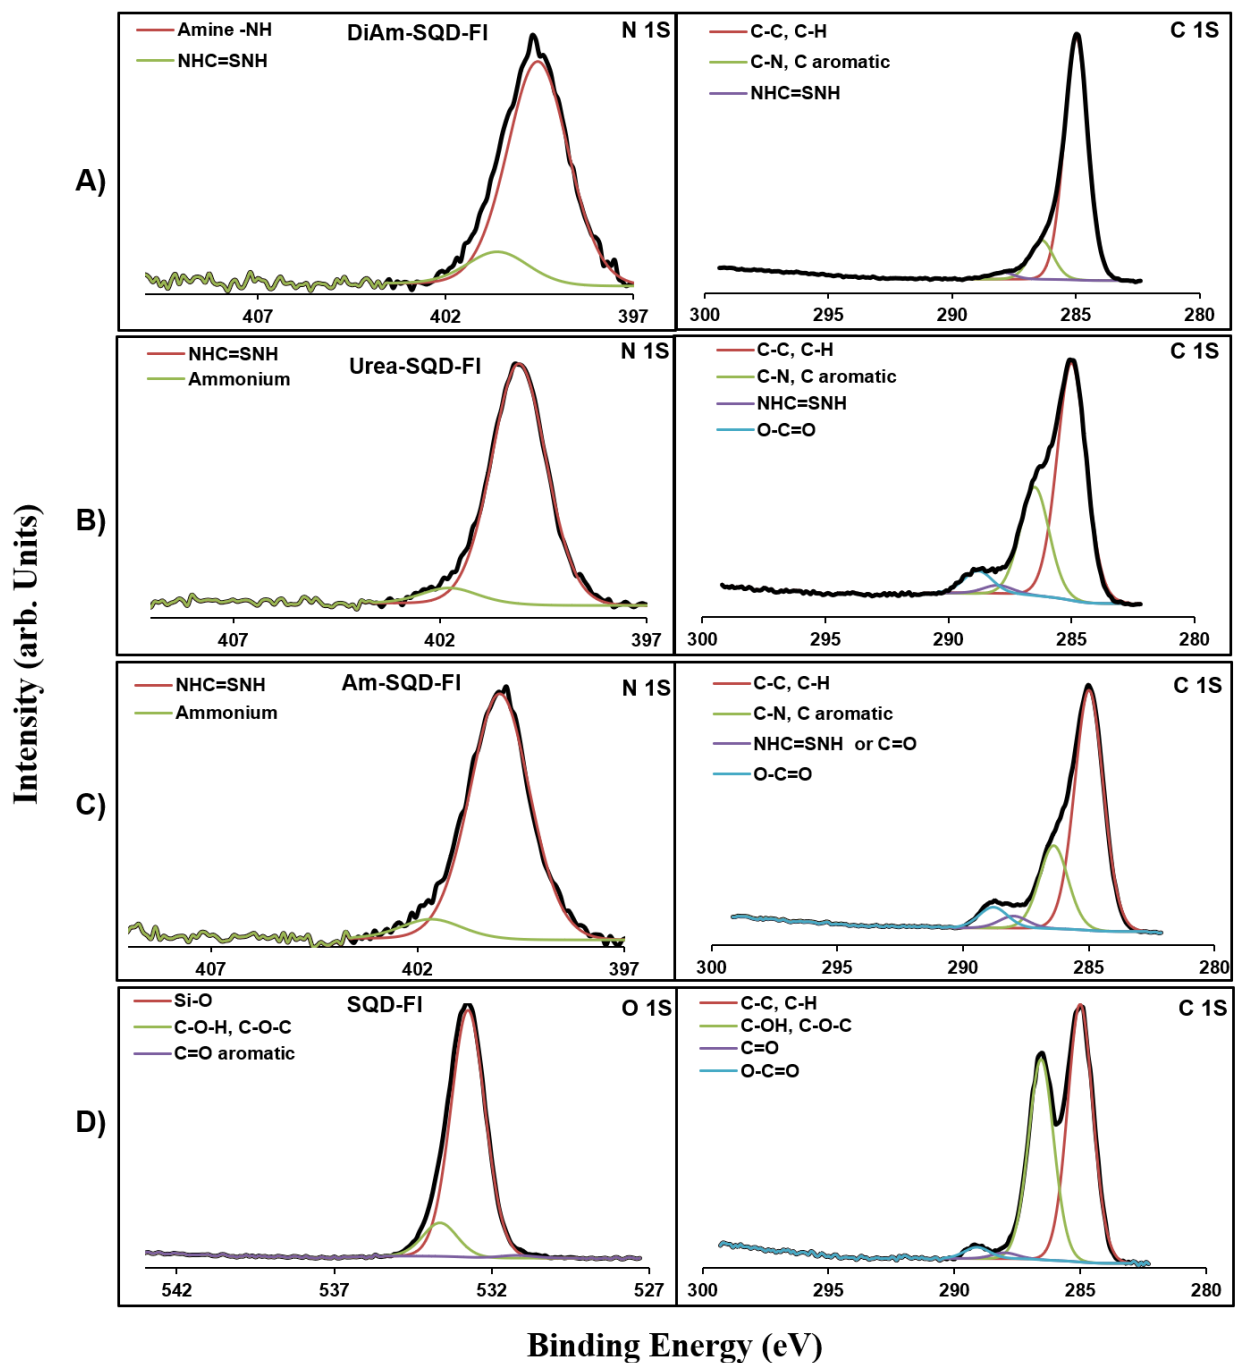 Intensity (arb. Units)
A)
Amine -NH
NHC=SNH
DiAm-SQD-FI
N 1S
407
402
397
C-C, C-H
C-N, C aromatic
NHC=SNH
C 1S
300
295
290
285
280
B)
NHC=SNH
Ammonium
Urea-SQD-FI
N 1S
407
402
397
C-C, C-H
C-N, C aromatic
NHC=SNH
O-C=O
C 1S
300
295
290
285
280
C)
NHC=SNH
Ammonium
Am-SQD-FI
N 1S
407
402
397
C-C, C-H
C-N, C aromatic
NHC=SNH or C=O
O-C=O
C 1S
300
295
290
285
280
D)
Si-O
C-O-H, C-O-C
C=O aromatic
SQD-FI
O 1S
542
537
532
527
C-C, C-H
C-OH, C-O-C
C=O
O-C=O
C 1S
300
295
290
285
280
Binding Energy (eV)